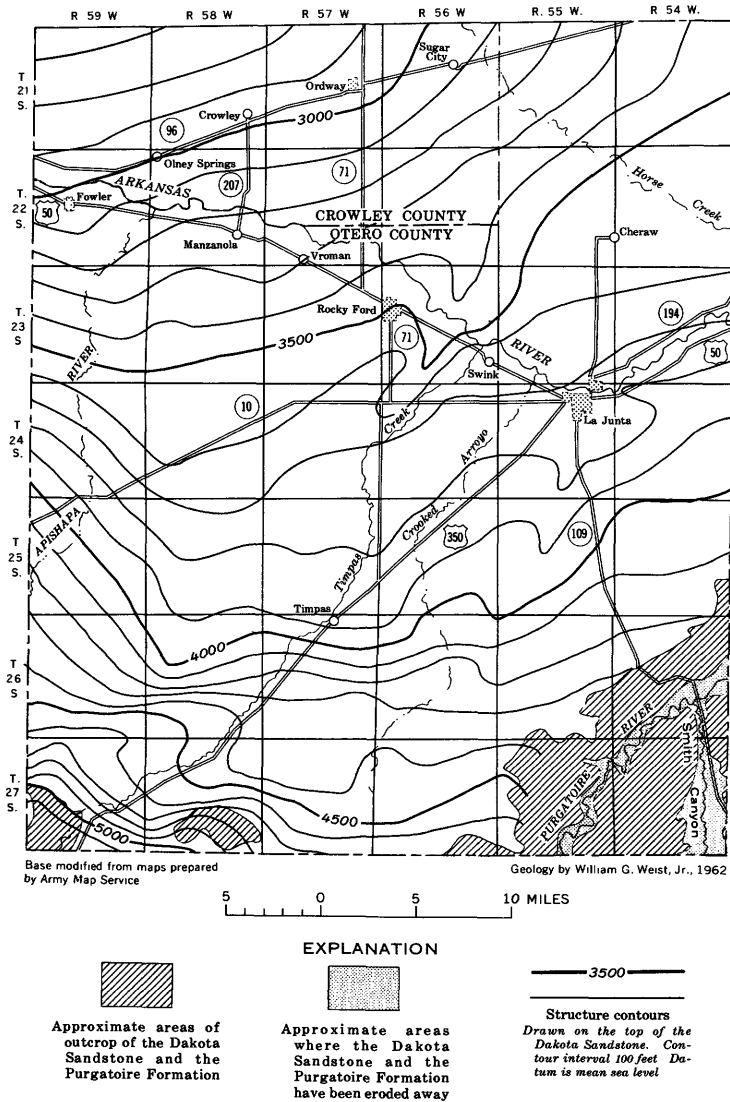 R 59 W R 58 W R 57 W R 56 W R. 55 W. R 54 W.
T
21
S.
T.
22
S.
T.
23
S
T
24
S.
T
25
S.
T
26
S
T.
27
S.
Sugar
City
Ordway
Crowley
3000
96
Olney Springs
71
207
ARKANSAS
Horse
Creek
50
Fowler
CROWLEY COUNTY
OTERO COUNTY
Cheraw
Manzanola
Vroman
Rocky Ford
194
3500
71
RIVER
50
Swink
RIVER
10
Creek
La Junta
Arroyo
Crooked
APISHAPA
350
109
Timpas
Timpas
4000
RIVER
Smith
Canyon
PURGATOIRE
4500
5000
Base modified from maps prepared
by Army Map Service
Geology by William G. Weist, Jr., 1962
5 0 5 10 MILES
EXPLANATION
Approximate areas of
outcrop of the Dakota
Sandstone and the
Purgatoire Formation
Approximate areas
where the Dakota
Sandstone and the
Purgatoire Formation
have been eroded away
3500
Structure contours
Drawn on the top of the
Dakota Sandstone. Con-
tour interval 100 feet Da-
tum is mean sea level